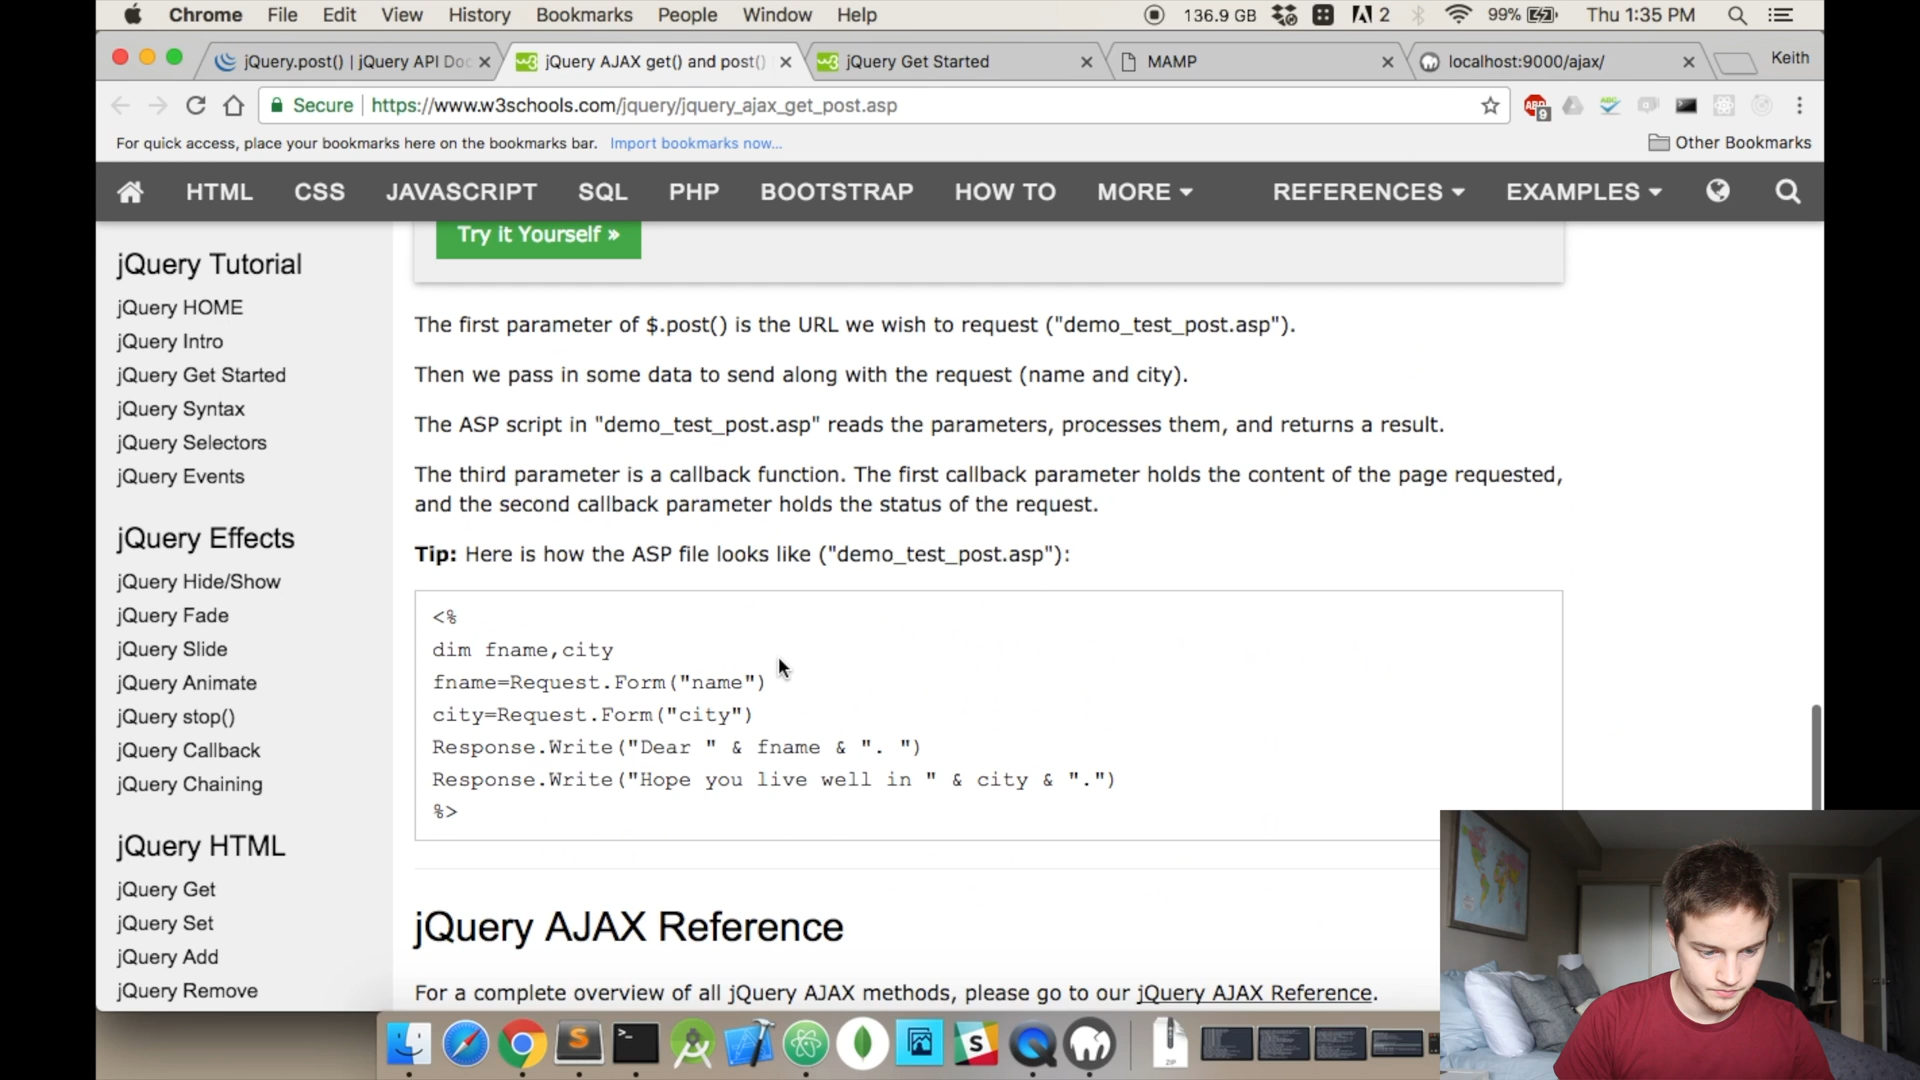 Chrome File Edit View History Bookmarks People Window Help 136.9 GB 2 99% Thu 1:35 PM
jQuery.post() | jQuery API Doc
jQuery AJAX get() and post()
jQuery Get Started
MAMP
localhost:9000/ajax/
Keith
Secure https://www.w3schools.com/jquery/jquery_ajax_get_post.asp
ABP 9
For quick access, place your bookmarks here on the bookmarks bar. Import bookmarks now...
Other Bookmarks
HTML CSS JAVASCRIPT SQL PHP BOOTSTRAP HOW TO MORE REFERENCES EXAMPLES
jQuery Tutorial
jQuery HOME
jQuery Intro
jQuery Get Started
jQuery Syntax
jQuery Selectors
jQuery Events
jQuery Effects
jQuery Hide/Show
jQuery Fade
jQuery Slide
jQuery Animate
jQuery stop()
jQuery Callback
jQuery Chaining
jQuery HTML
jQuery Get
jQuery Set
jQuery Add
jQuery Remove
Try it Yourself »
The first parameter of $.post() is the URL we wish to request ("demo_test_post.asp").
Then we pass in some data to send along with the request (name and city).
The ASP script in "demo_test_post.asp" reads the parameters, processes them, and returns a result.
The third parameter is a callback function. The first callback parameter holds the content of the page requested,
and the second callback parameter holds the status of the request.
Tip: Here is how the ASP file looks like ("demo_test_post.asp"):
<%
dim fname,city
fname=Request.Form("name")
city=Request.Form("city")
Response.Write("Dear " & fname & ". ")
Response.Write("Hope you live well in " & city & ".")
%>
jQuery AJAX Reference
For a complete overview of all jQuery AJAX methods, please go to our jQuery AJAX Reference.
ZIP